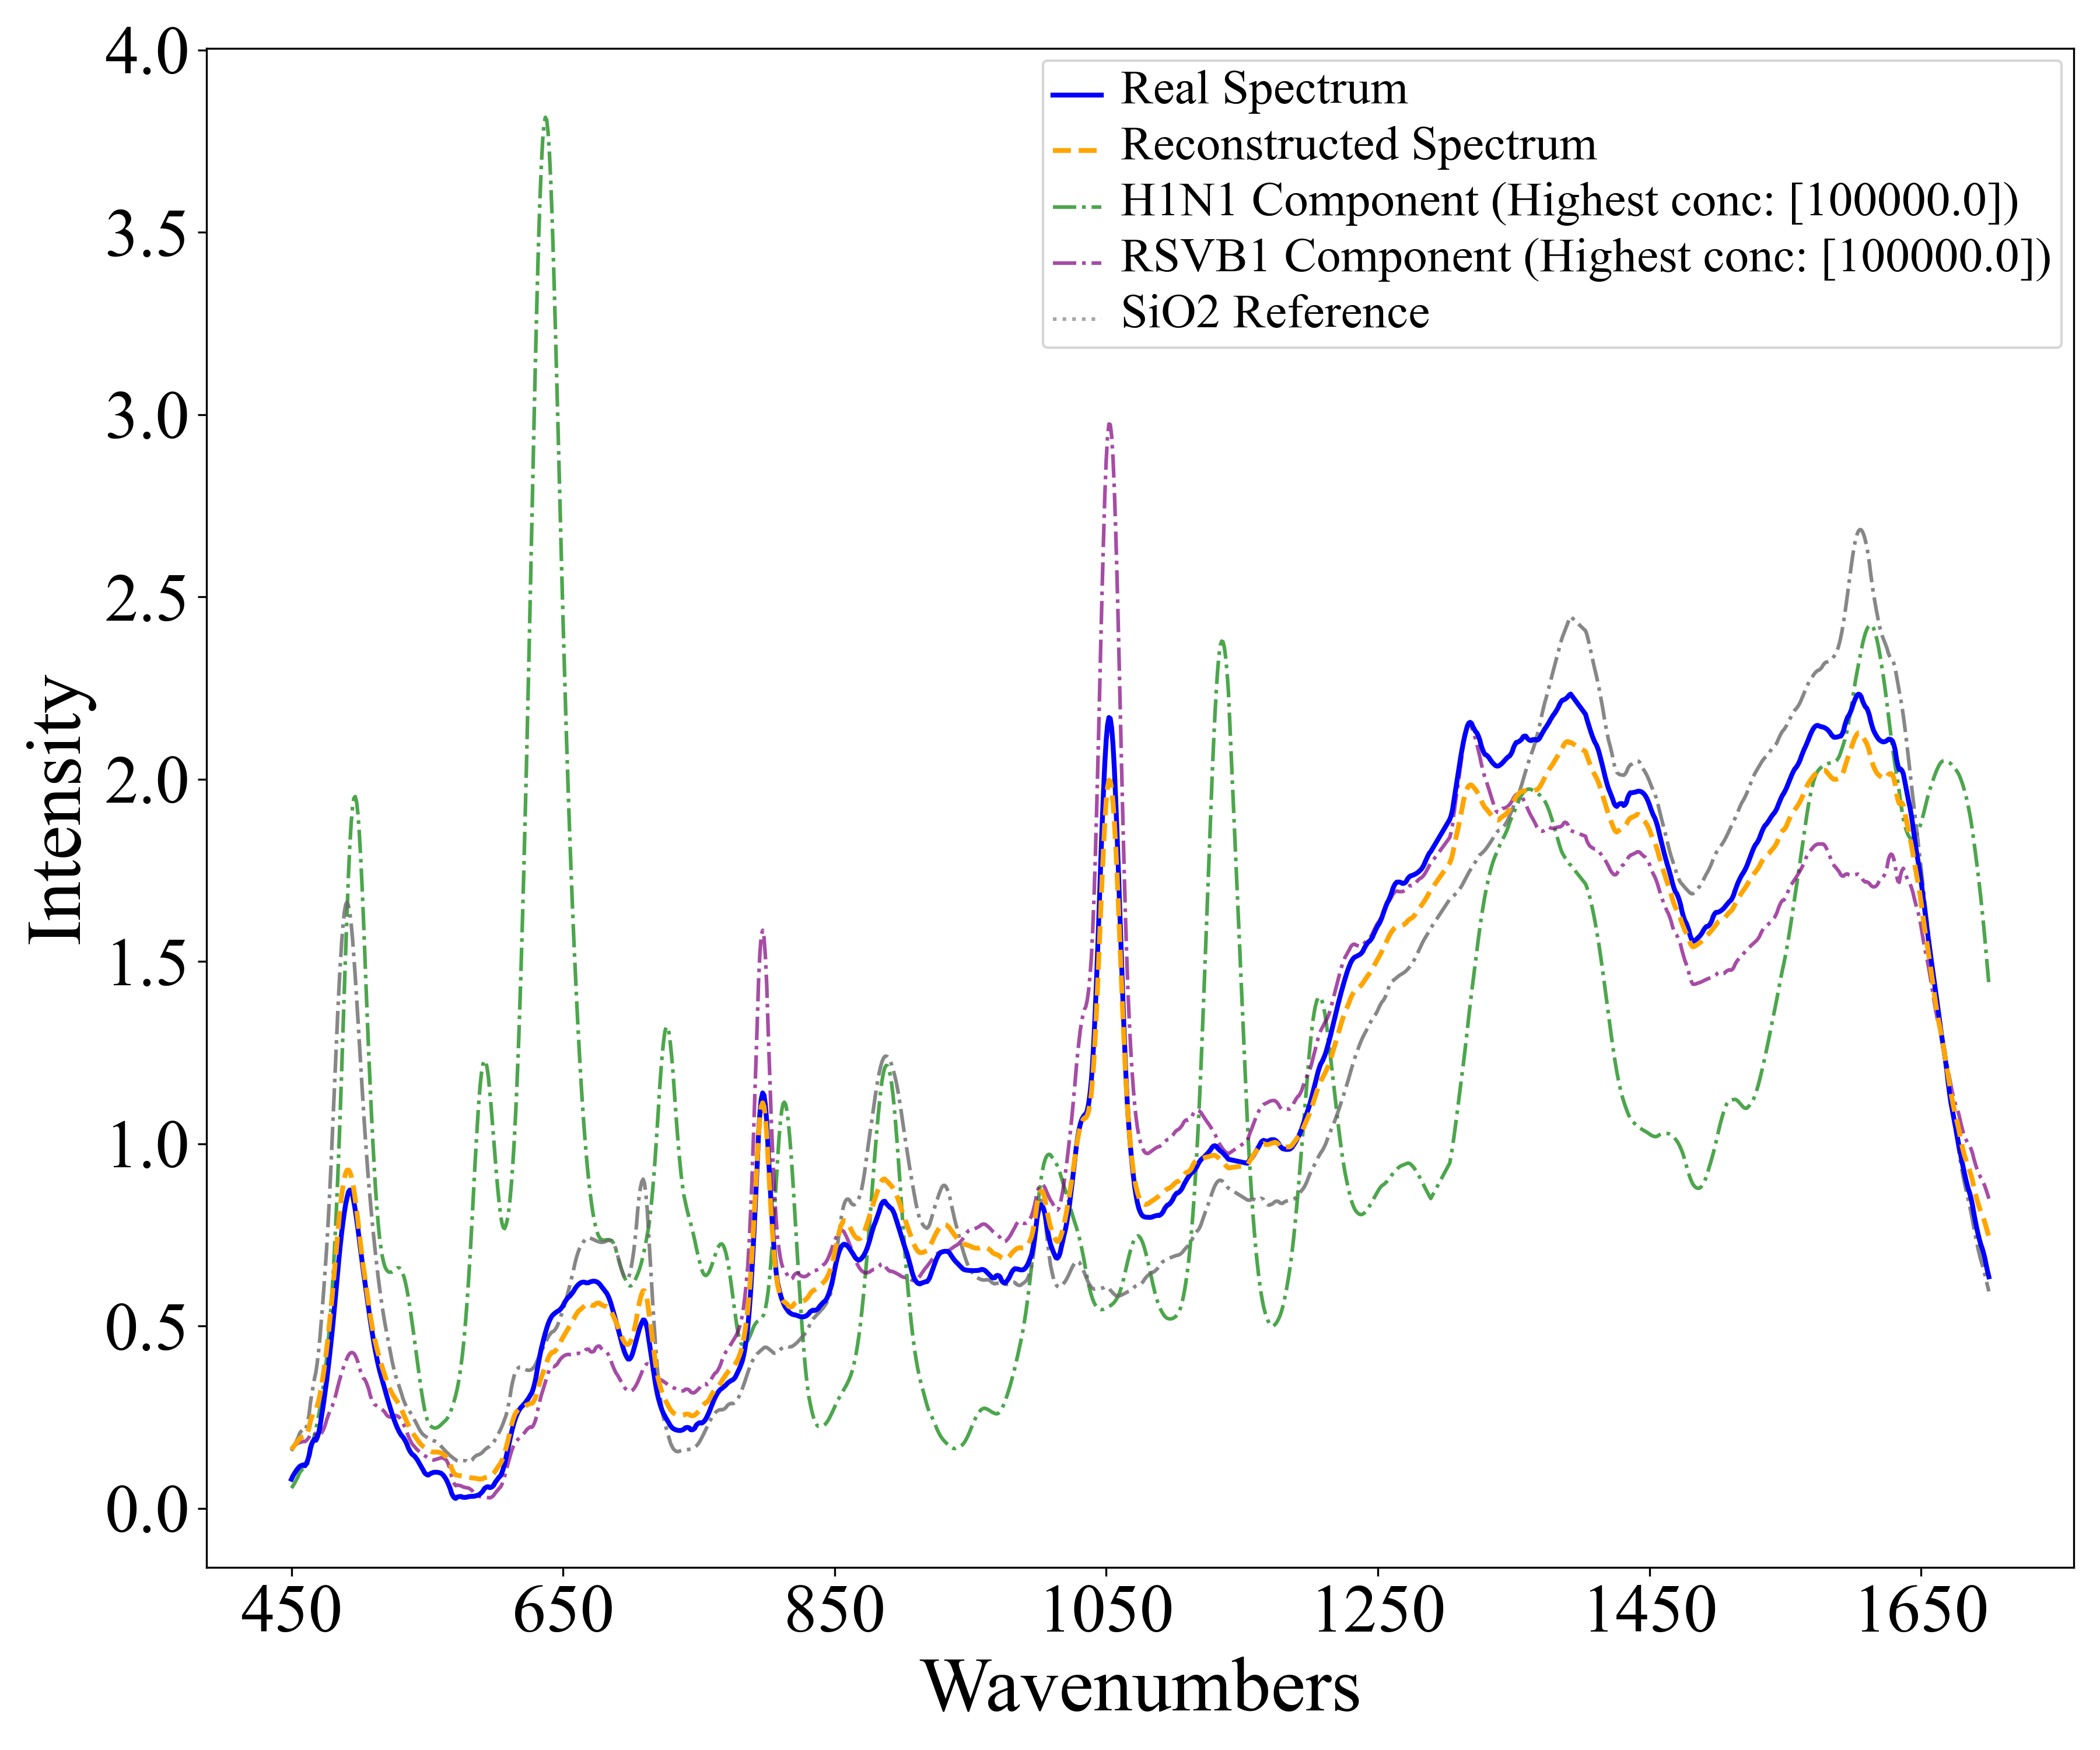 4.0
3.5
3.0
2.5
2.0
1.5
1.0
0.5
0.0
Intensity
Real Spectrum
Reconstructed Spectrum
H1N1 Component (Highest conc: [100000.0])
RSVB1 Component (Highest conc: [100000.0])
SiO2 Reference
450 650 850 1050 1250 1450 1650
Wavenumbers